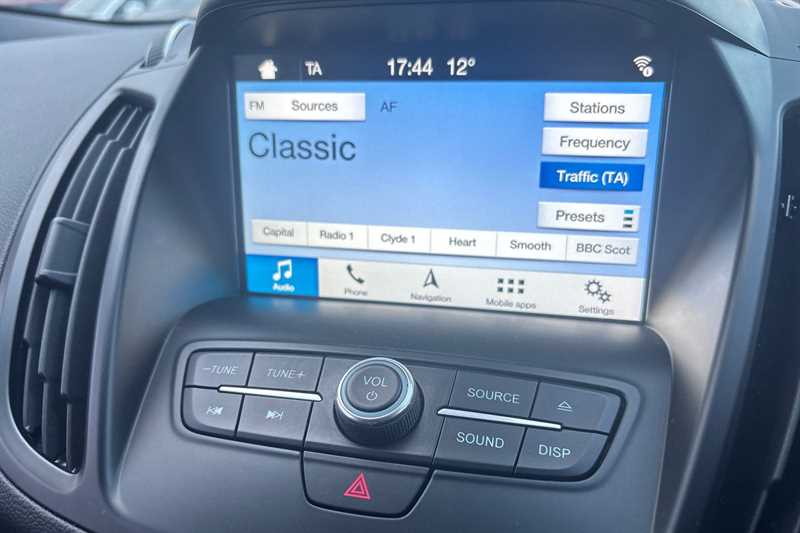 TA 17:44 12°
FM Sources AF Stations
Classic
Frequency
Traffic (TA)
Presets
Capital Radio 1 Clyde 1 Heart Smooth BBC Scot
Audio Phone Navigation Mobile apps Settings
−TUNE TUNE+ VOL SOURCE
SOUND DISP